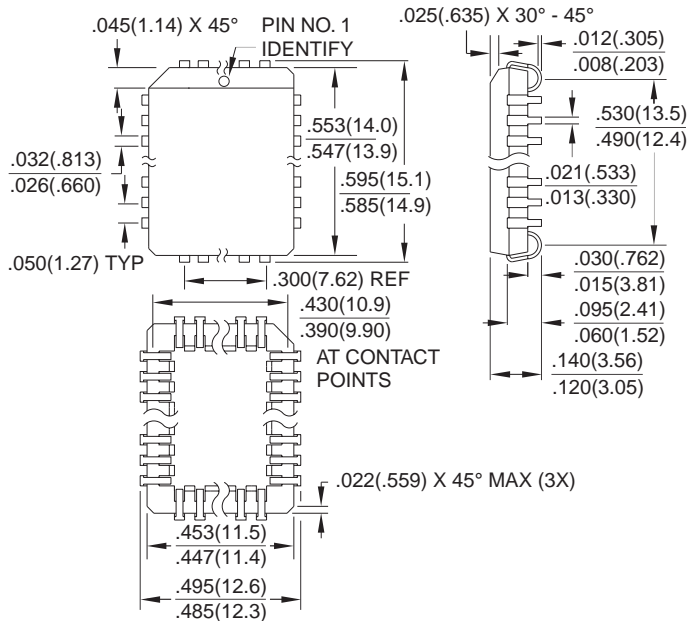 .045(1.14) X 45°
PIN NO. 1
IDENTIFY
.025(.635) X 30° - 45°
.012(.305)
.008(.203)
.553(14.0)
.547(13.9)
.595(15.1)
.585(14.9)
.032(.813)
.026(.660)
.050(1.27) TYP
.530(13.5)
.490(12.4)
.021(.533)
.013(.330)
.300(7.62) REF
.430(10.9)
.390(9.90)
AT CONTACT
POINTS
.030(.762)
.015(3.81)
.095(2.41)
.060(1.52)
.140(3.56)
.120(3.05)
.022(.559) X 45° MAX (3X)
.453(11.5)
.447(11.4)
.495(12.6)
.485(12.3)